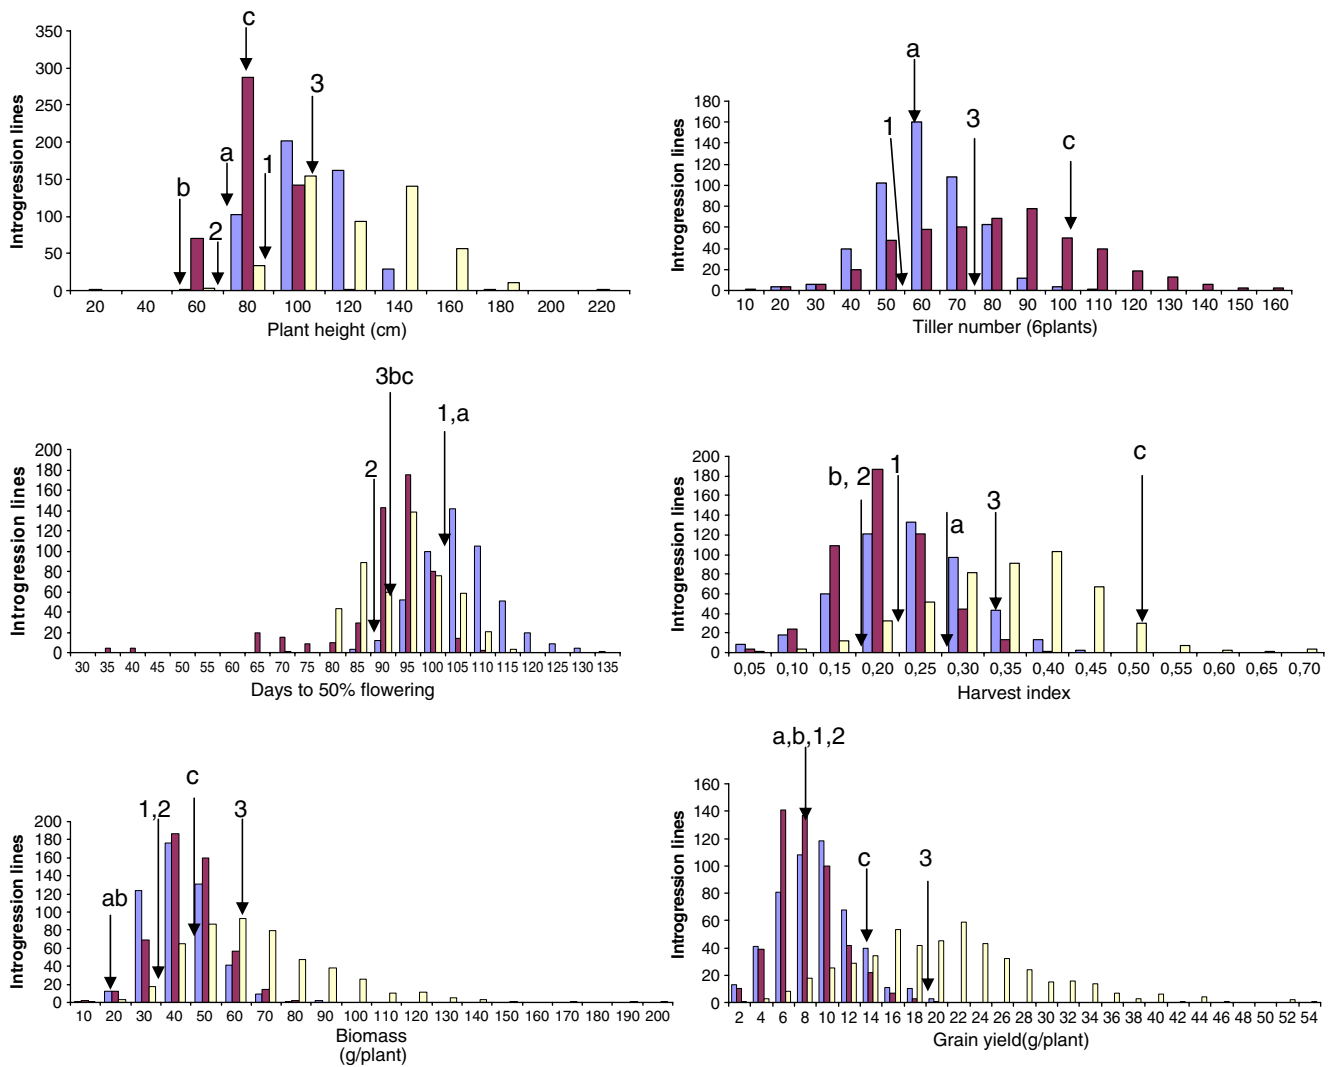 c
350
300
3
250
200
a
1
150
b
100
2
50
0
Introgression lines
20 40 60 80 100 120 140 160 180 200 220
Plant height (cm)
a
180
1
3
160
c
140
120
100
80
60
40
20
0
Introgression lines
10 20 30 40 50 60 70 80 90 100 110 120 130 140 150 160
Tiller number (6plants)
3bc
1,a
2
200
180
160
140
120
100
80
60
40
20
0
Introgression lines
30 35 40 45 50 55 60 65 70 75 80 85 90 95 100 105 110 115 120 125 130 135
Days to 50% flowering
c
1
b, 2
3
a
200
180
160
140
120
100
80
60
40
20
0
Introgression lines
0,05 0,10 0,15 0,20 0,25 0,30 0,35 0,40 0,45 0,50 0,55 0,60 0,65 0,70
Harvest index
c
1,2
3
ab
200
180
160
140
120
100
80
60
40
20
0
Introgression lines
10 20 30 40 50 60 70 80 90 100 110 120 130 140 150 160 170 180 190 200
Biomass
(g/plant)
a,b,1,2
c
3
160
140
120
100
80
60
40
20
0
Introgression lines
2 4 6 8 10 12 14 16 18 20 22 24 26 28 30 32 34 36 38 40 42 44 46 48 50 52 54
Grain yield(g/plant)